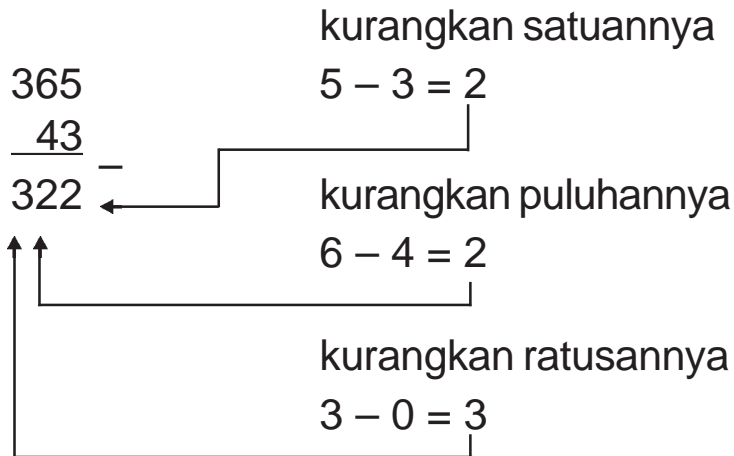 kurangkan satuannya
365
5 – 3 = 2
43 –
322
kurangkan puluhannya
6 – 4 = 2
kurangkan ratusannya
3 – 0 = 3